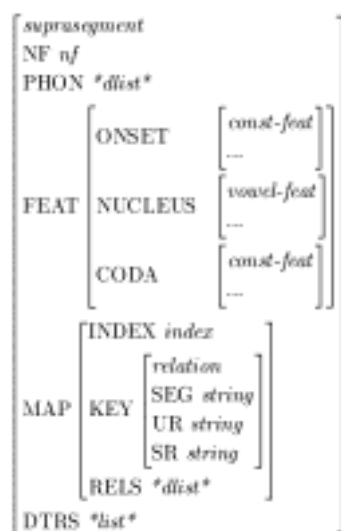 suprasegment
NF nf
PHON *dlist*
const-feat
ONSET
...
vowel-feat
FEAT NUCLEUS
...
const-feat
CODA
...
INDEX index
relation
SEG string
MAP KEY
UR string
SR string
RELS *dlist*
DTRS *list*